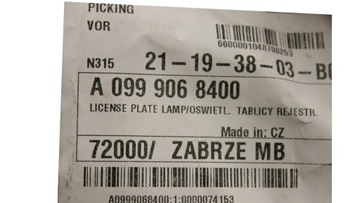 PICKING
VOR
6600001048708253
N315 21-19-38-03-B
A 099 906 8400
LICENSE PLATE LAMP/OSWIETL. TABLICY REJESTR.
Made in: CZ
72000/ ZABRZE MB
A0999068400:1:0000074153